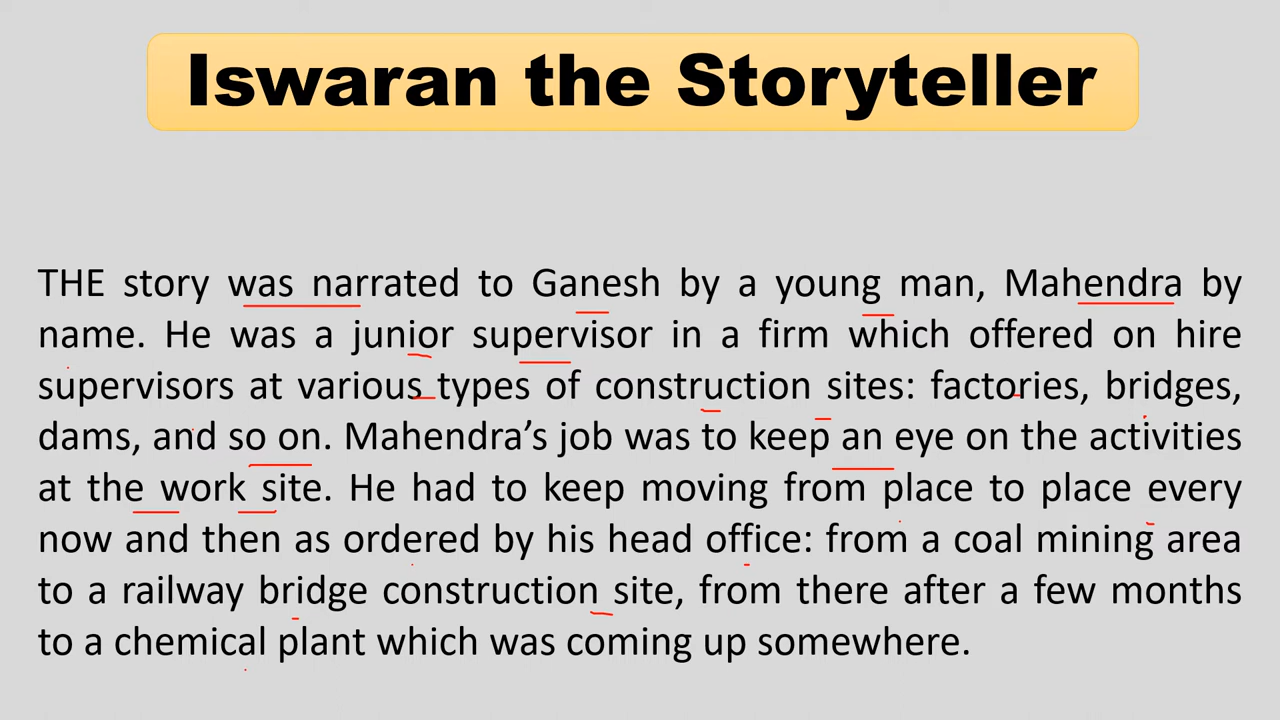 Iswaran the Storyteller
THE story was narrated to Ganesh by a young man, Mahendra by
name. He was a junior supervisor in a firm which offered on hire
supervisors at various types of construction sites: factories, bridges,
dams, and so on. Mahendra’s job was to keep an eye on the activities
at the work site. He had to keep moving from place to place every
now and then as ordered by his head office: from a coal mining area
to a railway bridge construction site, from there after a few months
to a chemical plant which was coming up somewhere.